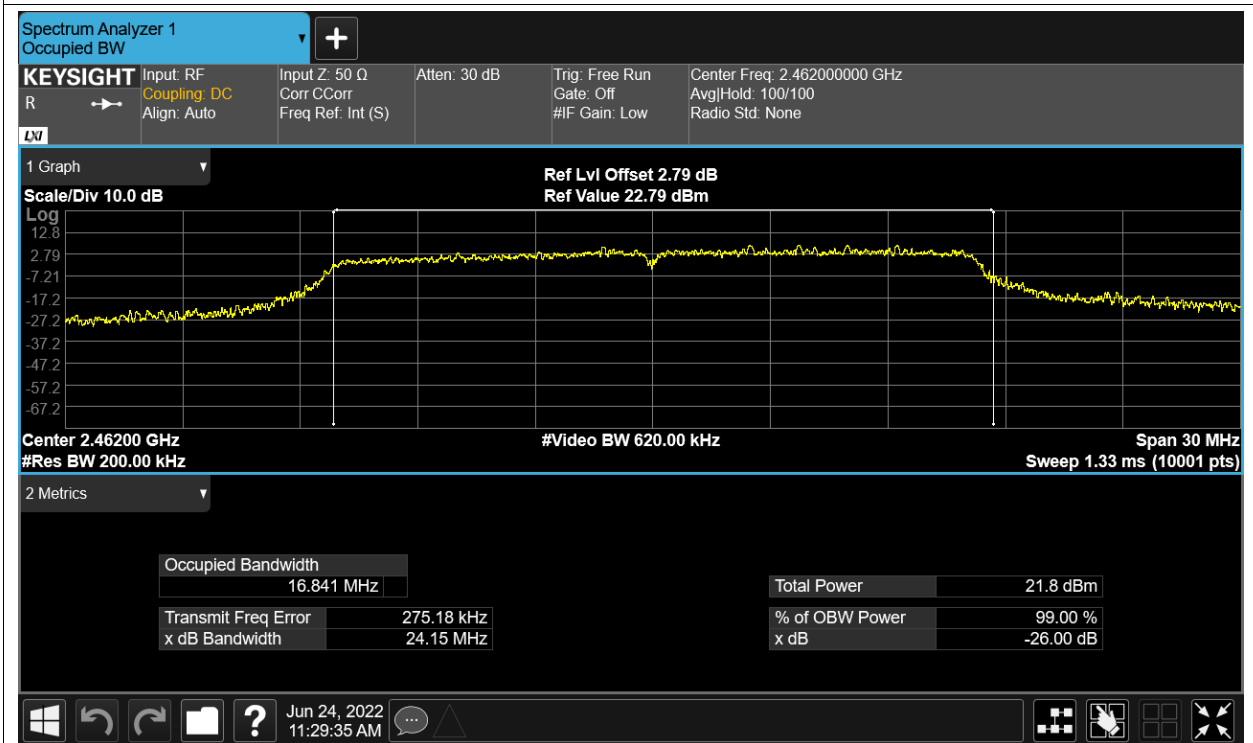 Spectrum Analyzer 1
Occupied BW
KEYSIGHT
R
LXI
Input: RF
Coupling: DC
Align: Auto
Input Z: 50 Ω
Corr CCorr
Freq Ref: Int (S)
Atten: 30 dB
Trig: Free Run
Gate: Off
#IF Gain: Low
Center Freq: 2.462000000 GHz
Avg|Hold: 100/100
Radio Std: None
1 Graph
Scale/Div 10.0 dB
Ref Lvl Offset 2.79 dB
Ref Value 22.79 dBm
Log
12.8
2.79
-7.21
-17.2
-27.2
-37.2
-47.2
-57.2
-67.2
Center 2.46200 GHz
#Video BW 620.00 kHz
Span 30 MHz
#Res BW 200.00 kHz
Sweep 1.33 ms (10001 pts)
2 Metrics
Occupied Bandwidth
16.841 MHz
Total Power 21.8 dBm
Transmit Freq Error 275.18 kHz
% of OBW Power 99.00 %
x dB Bandwidth 24.15 MHz
x dB -26.00 dB
?
Jun 24, 2022
11:29:35 AM